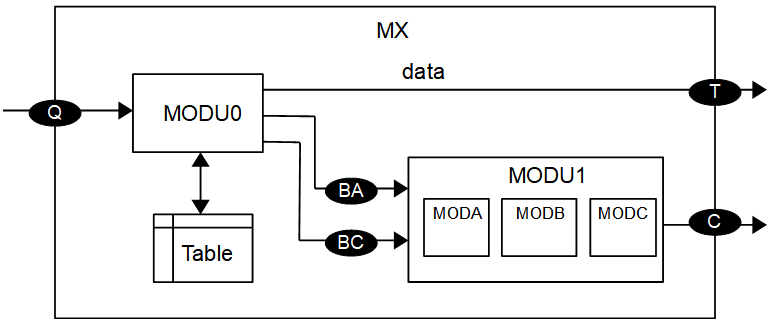 MX
data
Q
T
MODU0
MODU1
BA
MODA
MODB
MODC
C
BC
Table